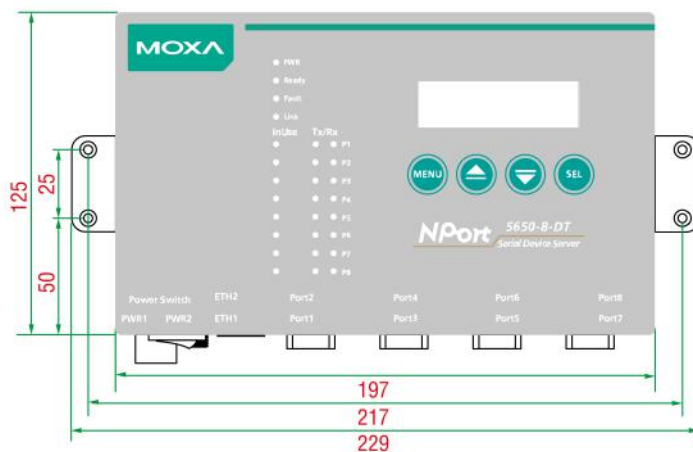 MOXA
PWR
Ready
Fault
Link
InUse Tx/Rx
P1
P2
P3
P4
P5
P6
P7
P8
MENU
SEL
NPort 5650-8-DT
Serial Device Server
Power Switch ETH2 Port2 Port4 Port6 Port8
PWR1 PWR2 ETH1 Port1 Port3 Port5 Port7
125
25
50
197
217
229